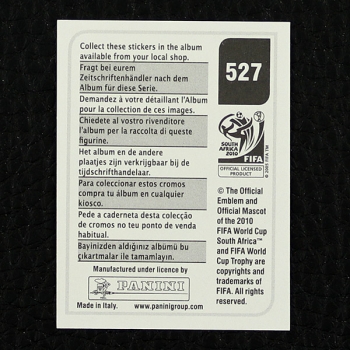 Collect these stickers in the album
available from your local shop.
Fragt bei eurem
Zeitschriftenhändler nach dem
Album für diese Serie.
Demandez à votre détaillant l'Album
pour la collection de ces images.
Chiedete al vostro rivenditore
l'album per la raccolta di queste
figurine.
Het album en de andere
plaatjes zijn verkrijgbaar bij de
tijdschrifthandelaar.
Para coleccionar estos cromos
compra tu álbum en cualquier
kiosco.
Pede a caderneta desta colecção
de cromos no teu ponto de venda
habitual.
Bayinizden aldığınız albümü bu
çıkartmalar ile tamamlayın.
Manufactured under licence by
PANINI
Made in Italy. www.paninigroup.com
527
SOUTH AFRICA
2010
FIFA
© 2005 FIFA TM
OFFICIAL LICENSED
PRODUCT
© The Official
Emblem and
Official Mascot
of the 2010
FIFA World Cup
South Africa™
and FIFA World
Cup Trophy are
copyrights and
trademarks of
FIFA. All rights
reserved.